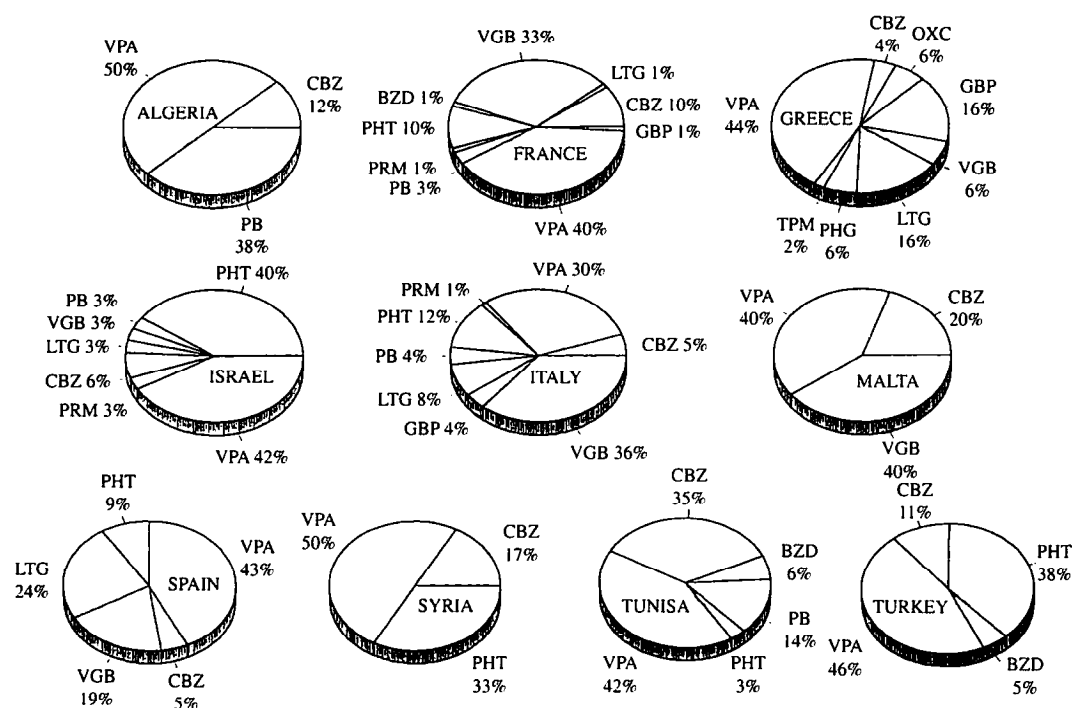 VPA
50%
CBZ
12%
ALGERIA
PB
38%
VGB 33%
LTG 1%
BZD 1%
CBZ 10%
PHT 10%
GBP 1%
FRANCE
PRM 1%
PB 3%
VPA 40%
CBZ
4%
OXC
6%
GBP
16%
VPA
44%
GREECE
VGB
6%
TPM
2%
PHG
6%
LTG
16%
PHT 40%
PB 3%
VGB 3%
LTG 3%
CBZ 6%
ISRAEL
PRM 3%
VPA 42%
VPA 30%
PRM 1%
PHT 12%
CBZ 5%
PB 4%
ITALY
LTG 8%
GBP 4%
VGB 36%
VPA
40%
CBZ
20%
MALTA
VGB
40%
PHT
9%
VPA
43%
LTG
24%
SPAIN
VGB
19%
CBZ
5%
VPA
50%
CBZ
17%
SYRIA
PHT
33%
CBZ
35%
BZD
6%
TUNISA
PB
14%
VPA
42%
PHT
3%
CBZ
11%
PHT
38%
TURKEY
VPA
46%
BZD
5%